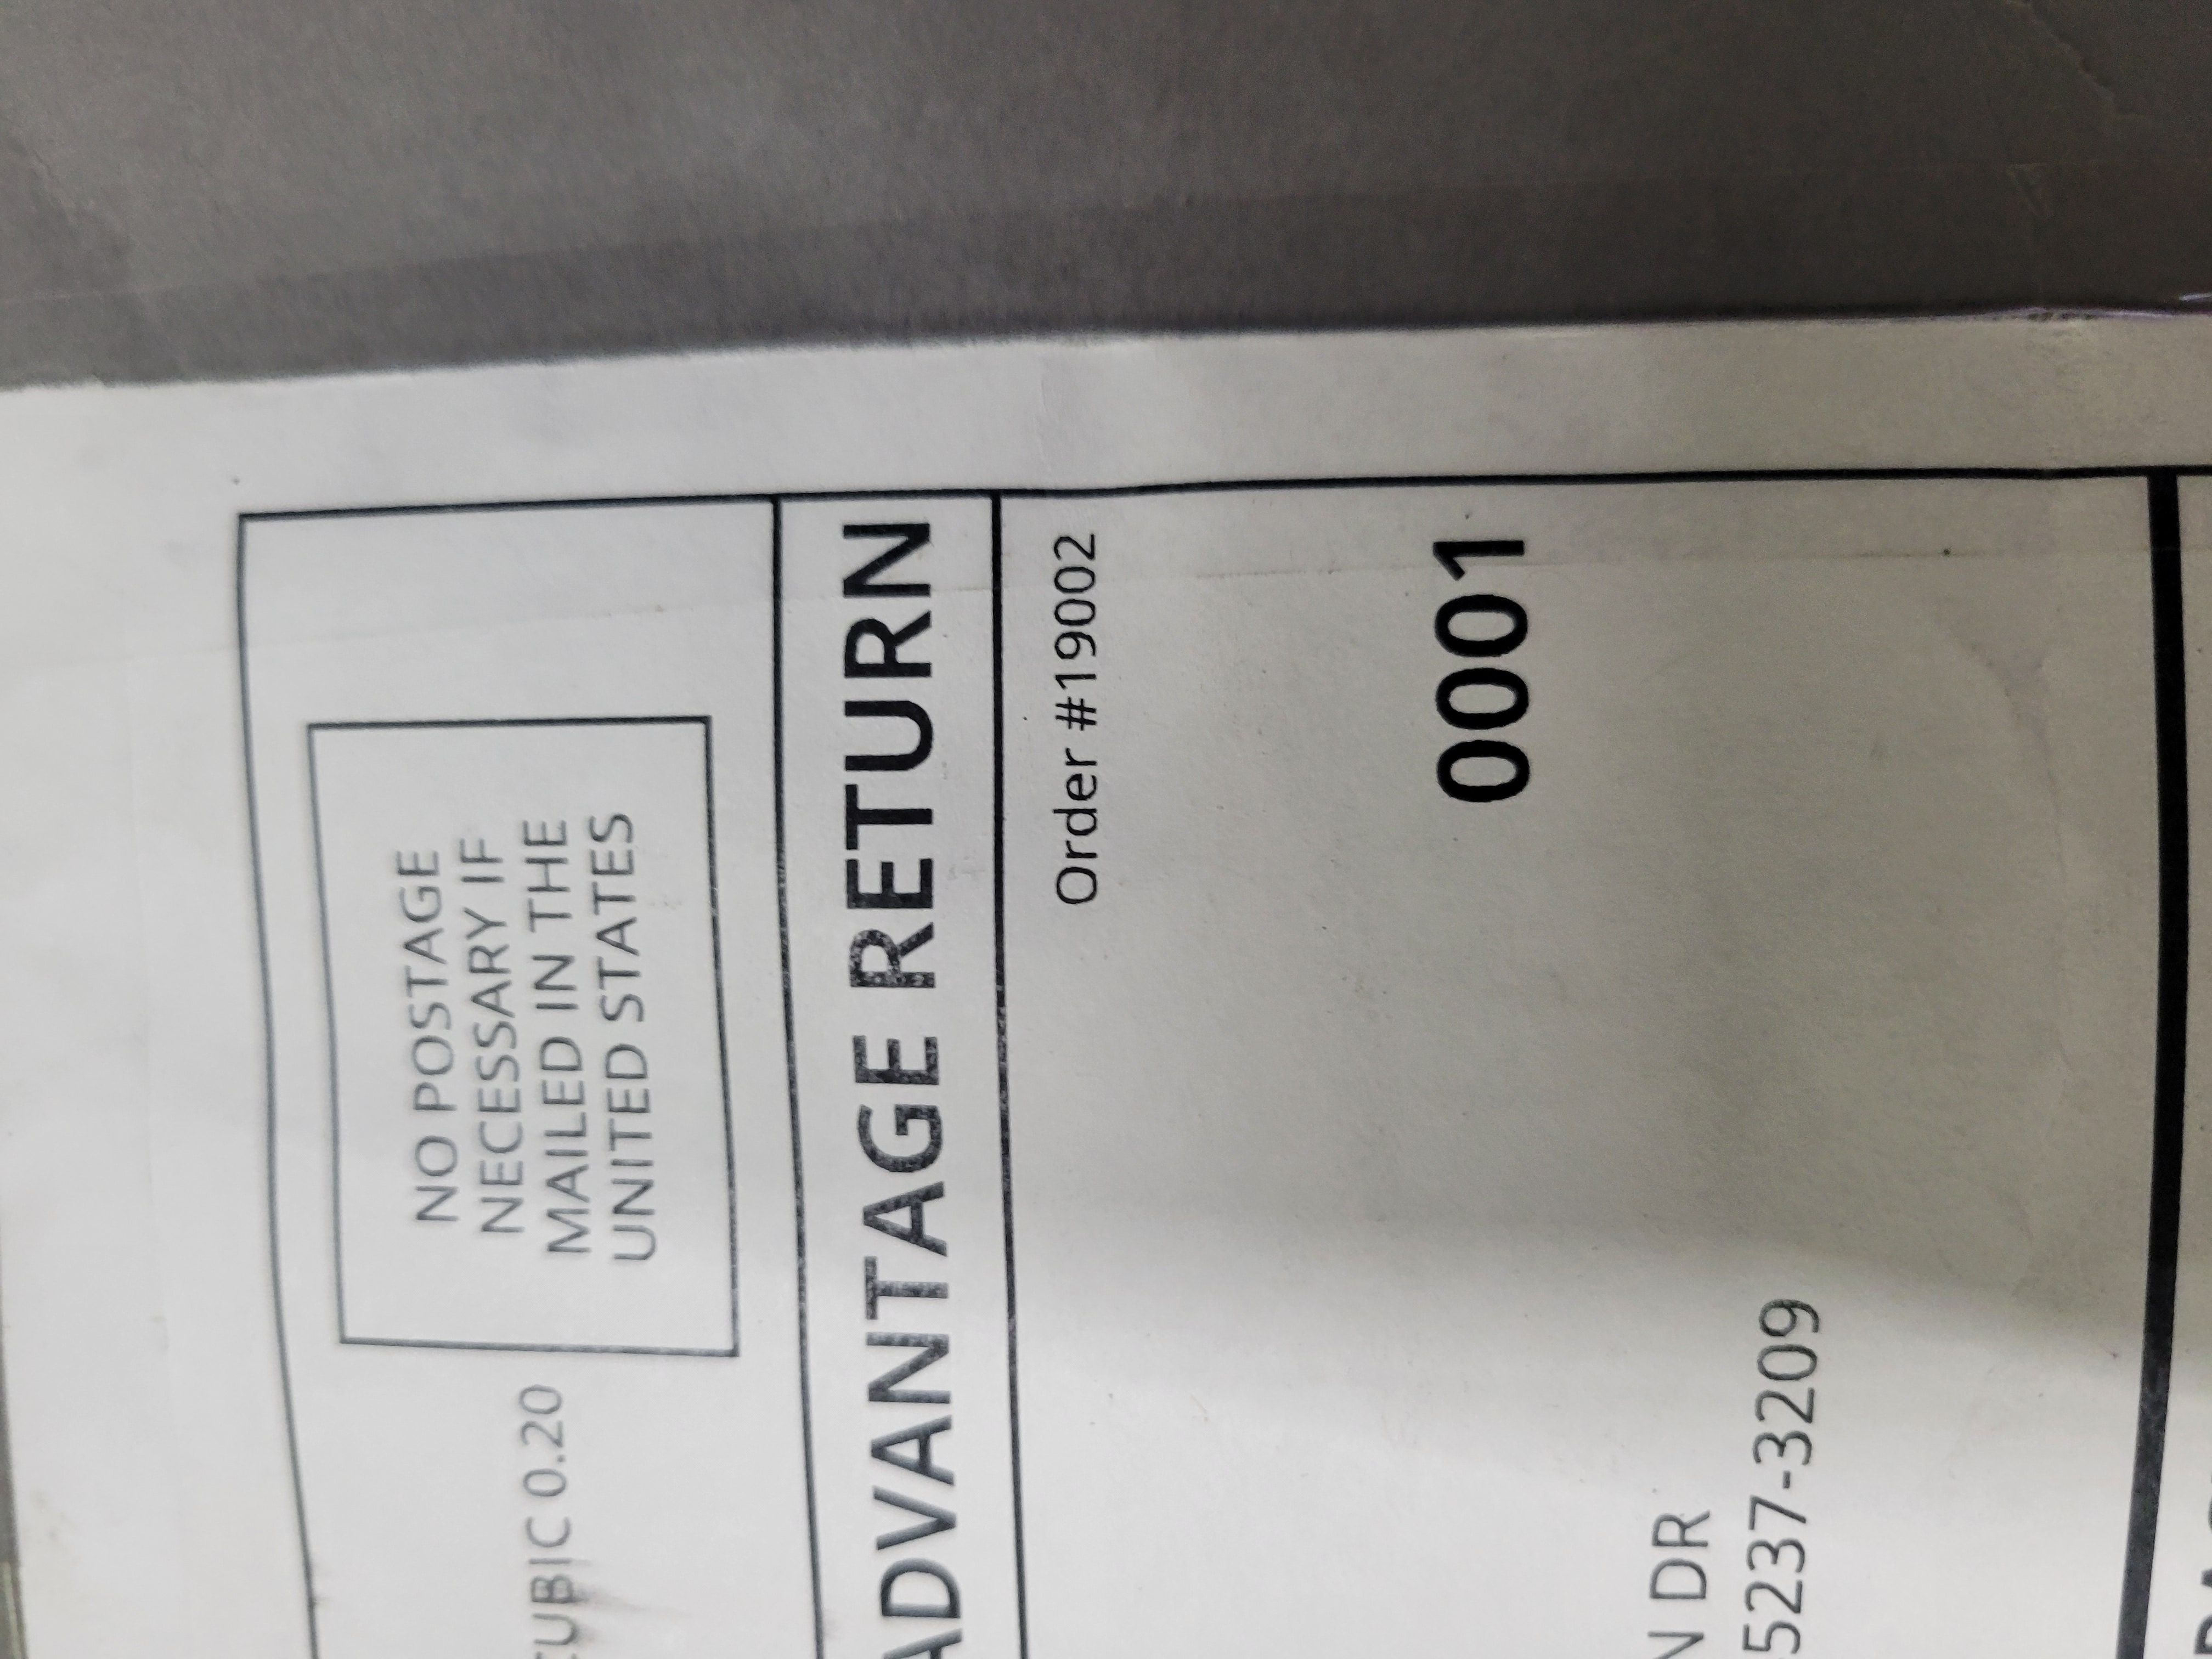 NO POSTAGE
NECESSARY IF
MAILED IN THE
UNITED STATES
CUBIC 0.20
ADVANTAGE RETURN
Order #19002
0001
N DR
5237-3209